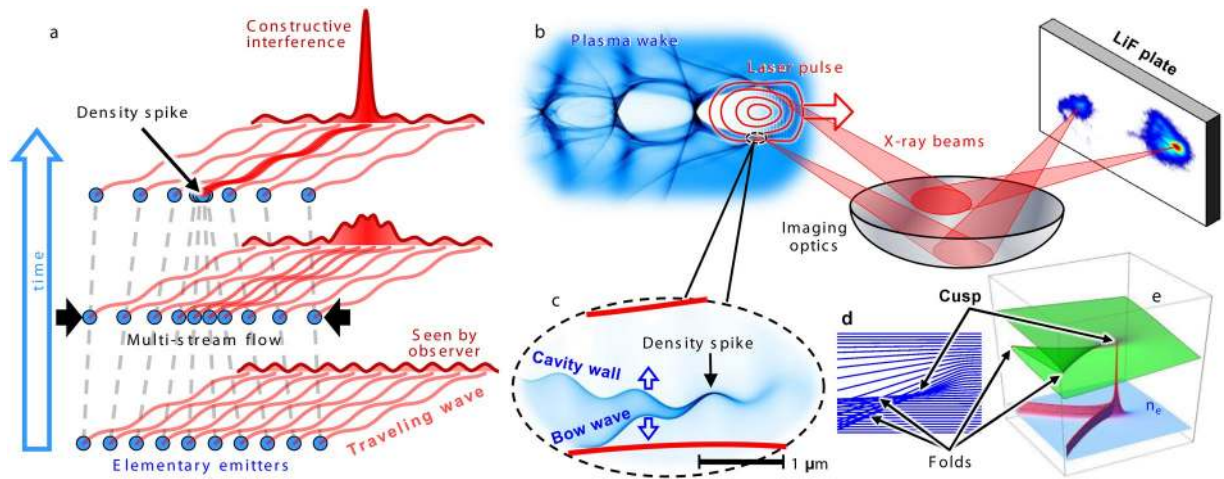 a
Constructive
interference
Density spike
time
Multi-stream flow
Seen by
observer
Traveling wave
Elementary emitters
b
Plasma wake
Laser pulse
LiF plate
X-ray beams
Imaging
optics
c
Cavity wall
Density spike
Bow wave
1 μm
Cusp
d
e
nₑ
Folds